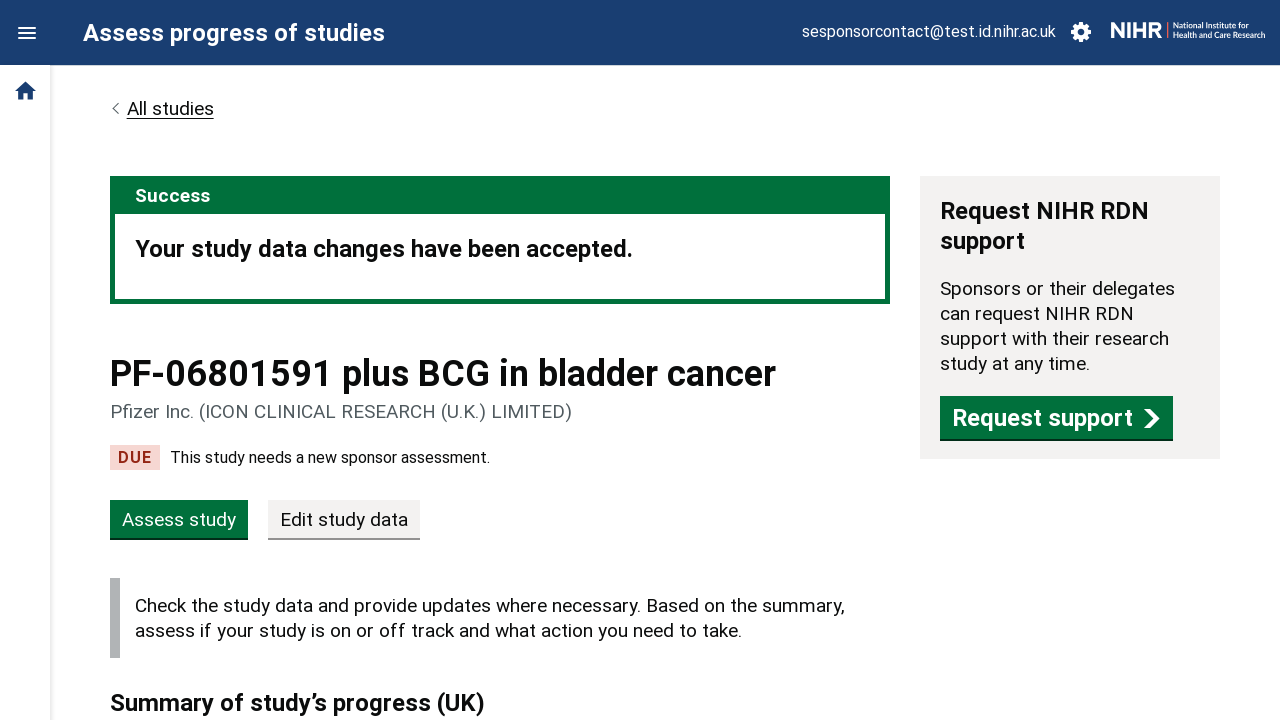 Assess progress of studies
sesponsorcontact@test.id.nihr.ac.uk
NIHR | National Institute for
Health and Care Research
All studies
Success
Your study data changes have been accepted.
PF-06801591 plus BCG in bladder cancer
Pfizer Inc. (ICON CLINICAL RESEARCH (U.K.) LIMITED)
DUE This study needs a new sponsor assessment.
Assess study Edit study data
Check the study data and provide updates where necessary. Based on the summary,
assess if your study is on or off track and what action you need to take.
Summary of study’s progress (UK)
Request NIHR RDN
support
Sponsors or their delegates
can request NIHR RDN
support with their research
study at any time.
Request support